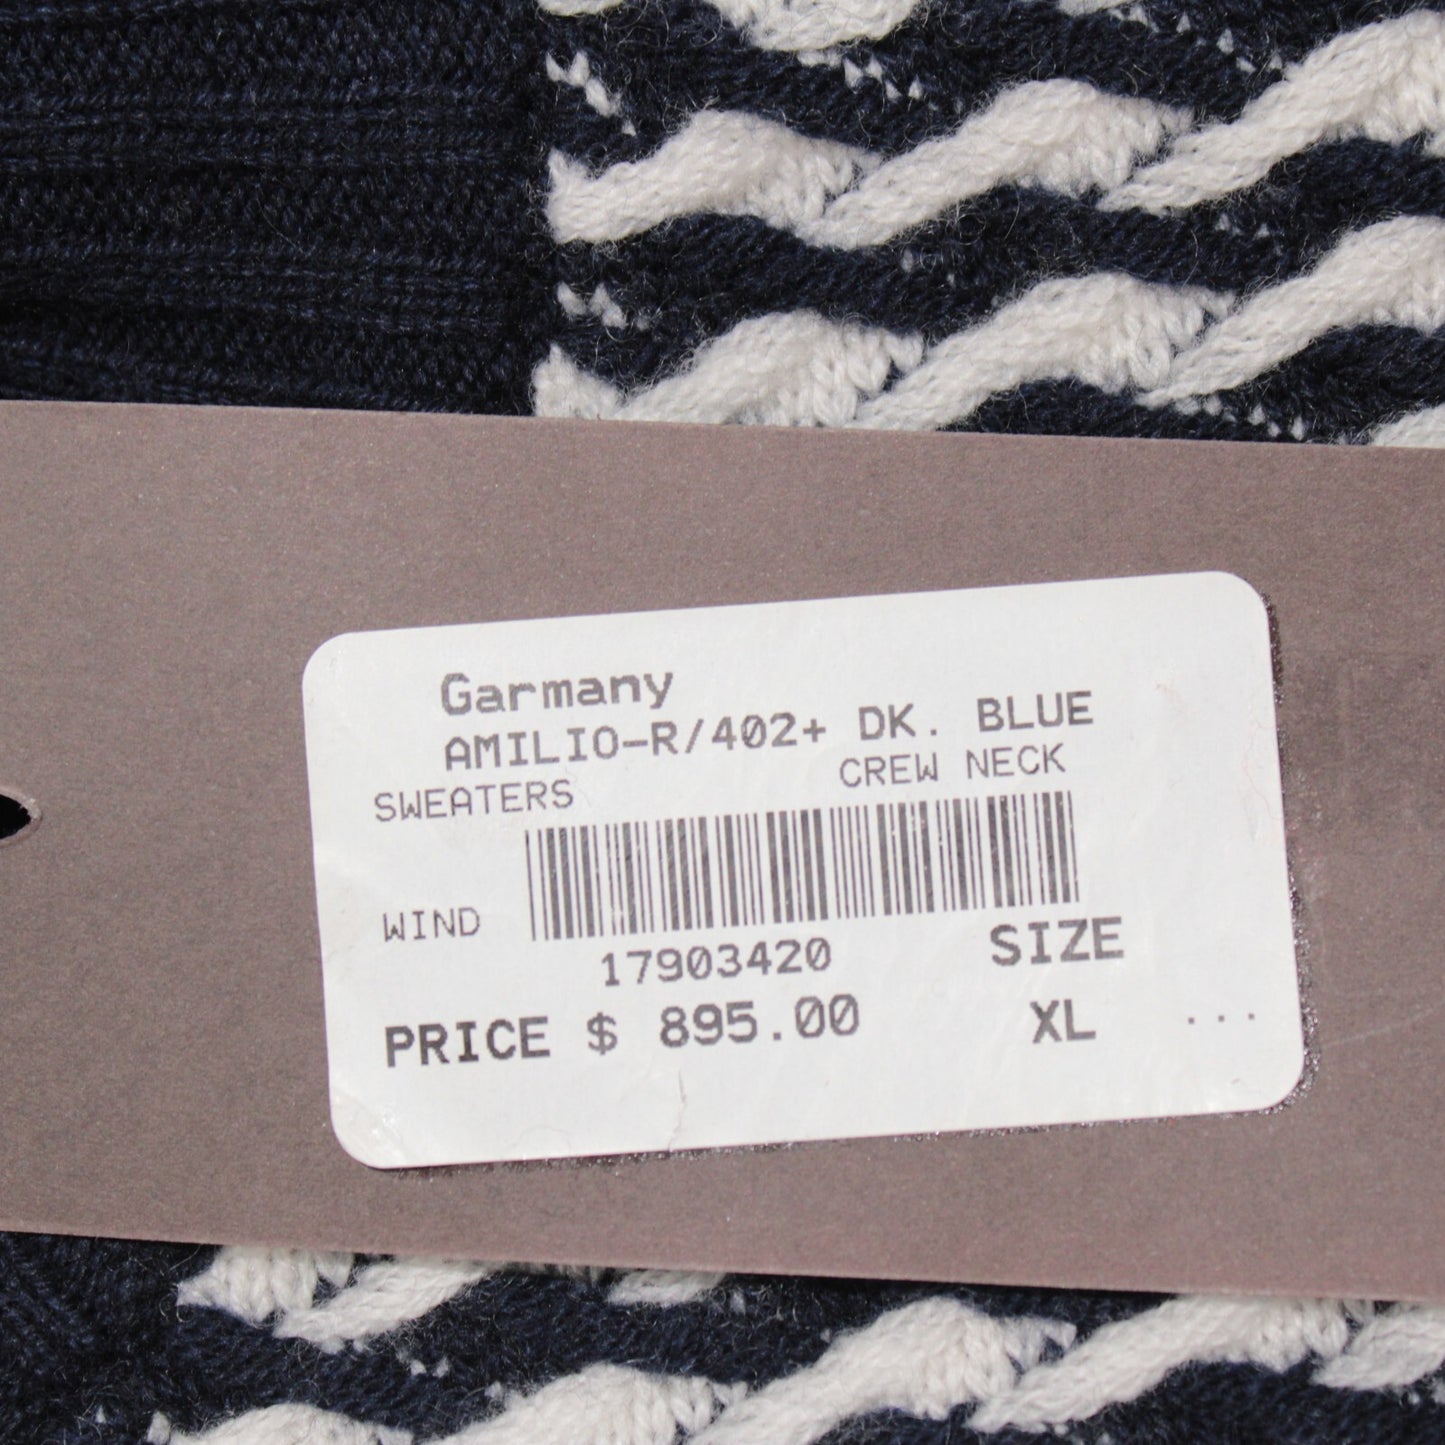 Garmany
AMILIO-R/402+ DK. BLUE
SWEATERS CREW NECK
WIND
17903420 SIZE
PRICE $ 895.00 XL ...